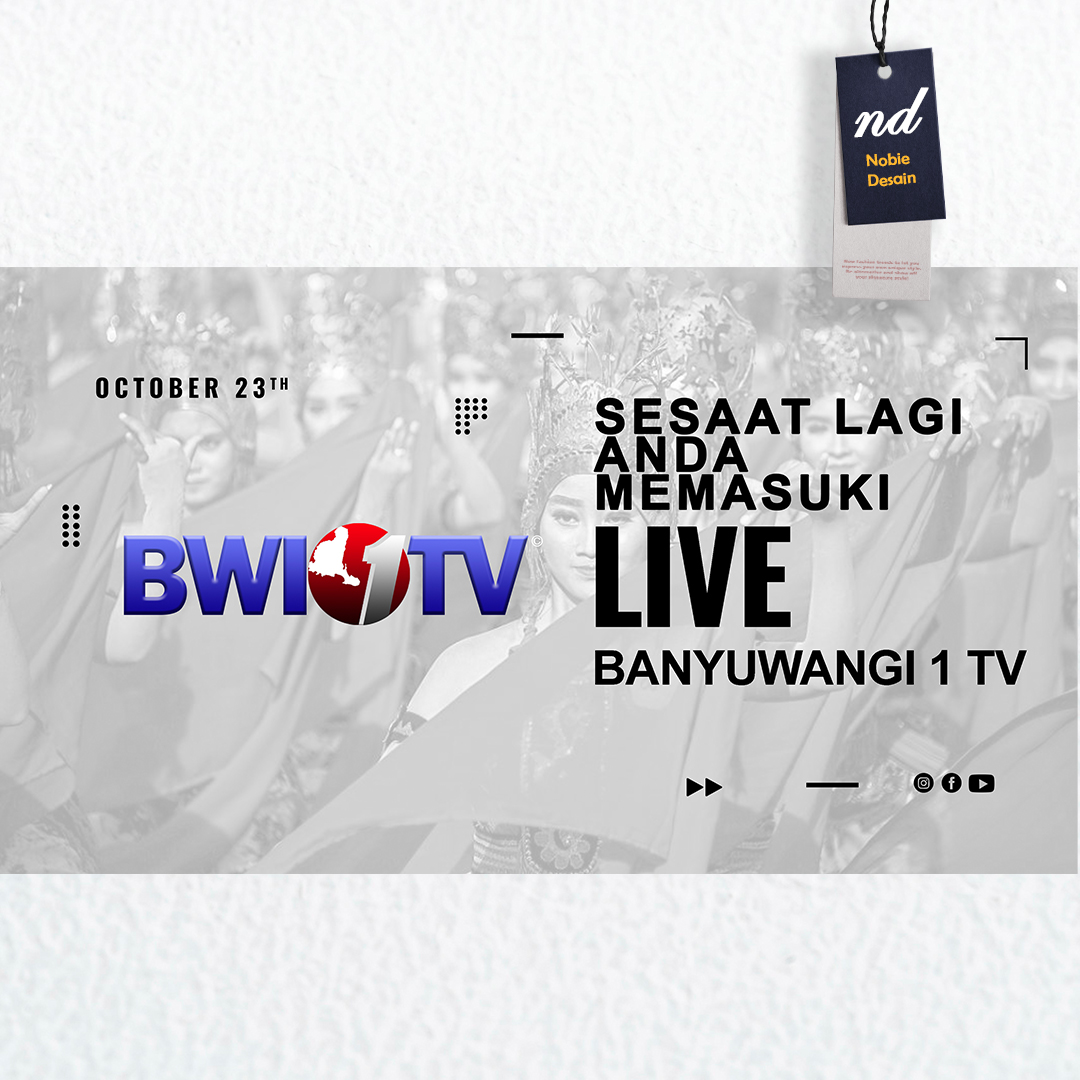 nd
Nobie
Desain
OCTOBER 23TH
BWI1TV
©
SESAAT LAGI
ANDA
MEMASUKI
LIVE
BANYUWANGI 1 TV